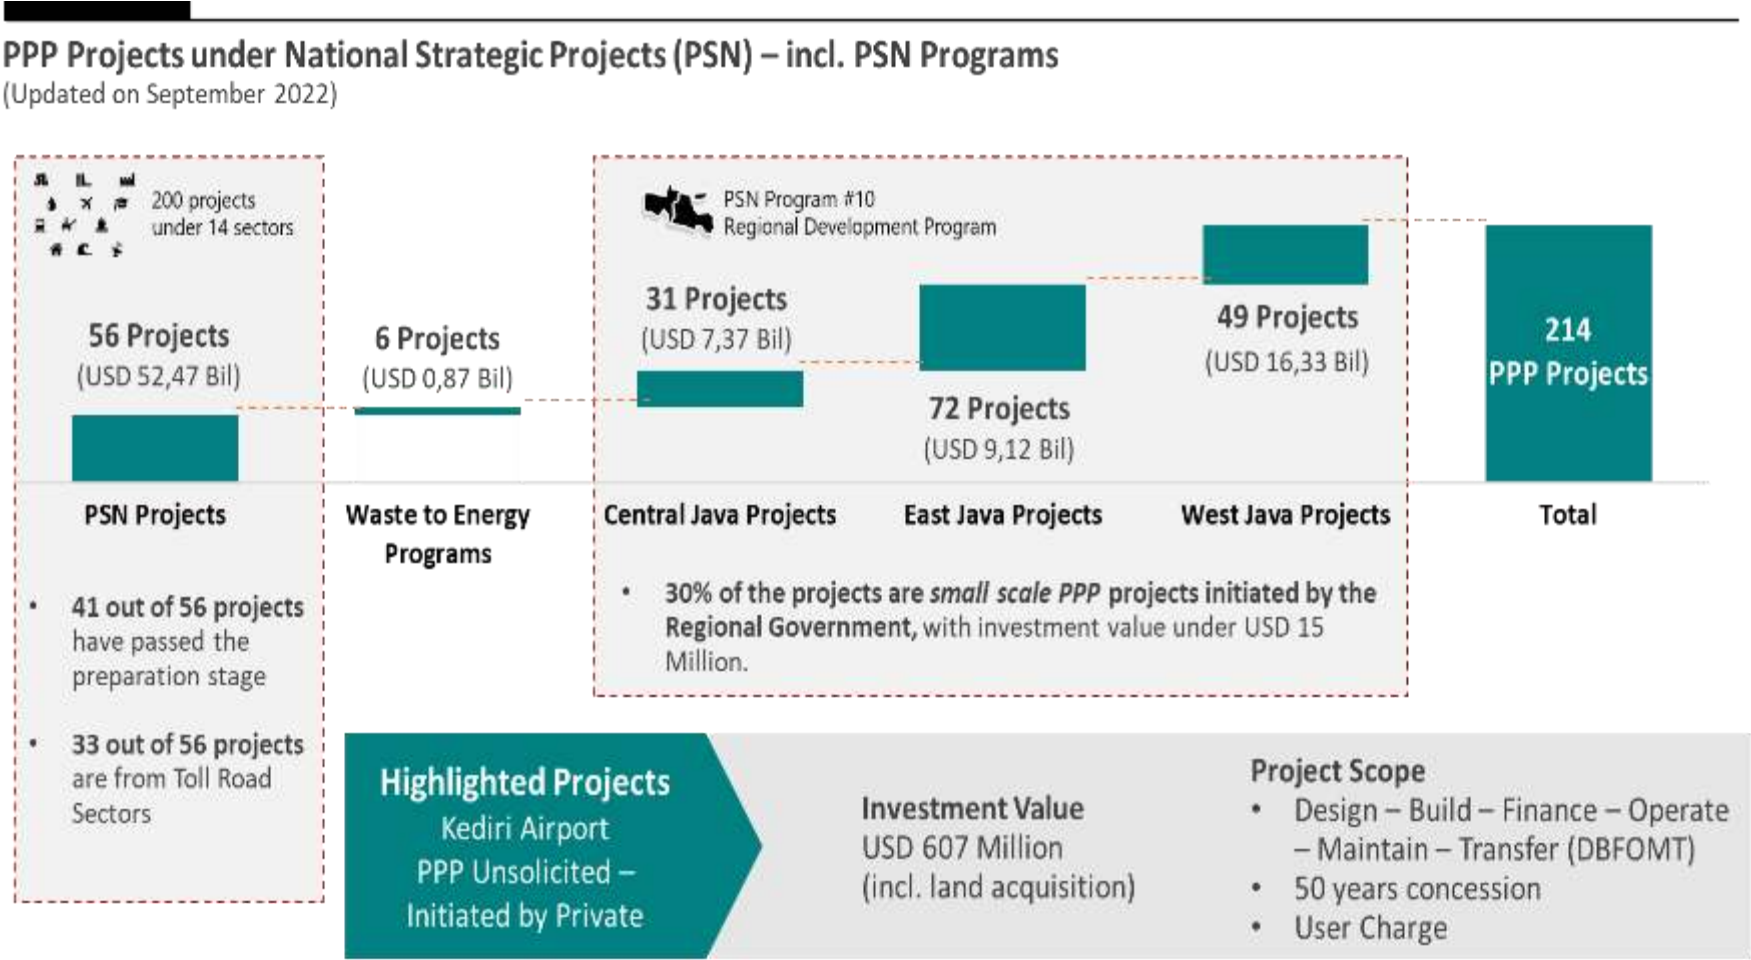 PPP Projects under National Strategic Projects (PSN) – incl. PSN Programs
(Updated on September 2022)
200 projects
under 14 sectors
56 Projects
(USD 52,47 Bil)
PSN Projects
• 41 out of 56 projects
have passed the
preparation stage
• 33 out of 56 projects
are from Toll Road
Sectors
6 Projects
(USD 0,87 Bil)
Waste to Energy
Programs
PSN Program #10
Regional Development Program
31 Projects
(USD 7,37 Bil)
Central Java Projects
72 Projects
(USD 9,12 Bil)
East Java Projects
49 Projects
(USD 16,33 Bil)
West Java Projects
• 30% of the projects are small scale PPP projects initiated by the
Regional Government, with investment value under USD 15
Million.
214
PPP Projects
Total
Highlighted Projects
Kediri Airport
PPP Unsolicited –
Initiated by Private
Investment Value
USD 607 Million
(incl. land acquisition)
Project Scope
• Design – Build – Finance – Operate
– Maintain – Transfer (DBFOMT)
• 50 years concession
• User Charge